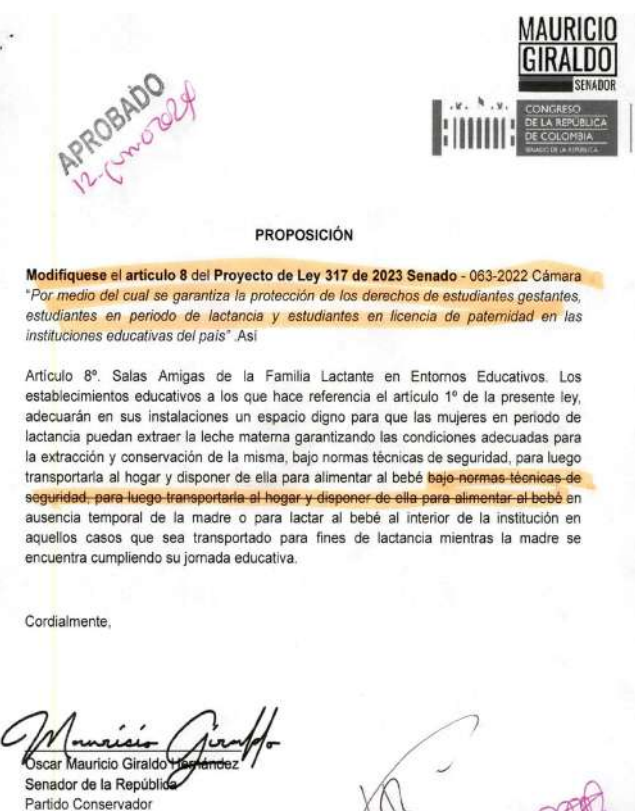 MAURICIO
GIRALDO
SENADOR
CONGRESO
DE LA REPÚBLICA
DE COLOMBIA
SENADO DE LA REPÚBLICA
APROBADO
12-junio 2024
PROPOSICIÓN
Modifíquese el artículo 8 del Proyecto de Ley 317 de 2023 Senado - 063-2022 Cámara
"Por medio del cual se garantiza la protección de los derechos de estudiantes gestantes,
estudiantes en periodo de lactancia y estudiantes en licencia de paternidad en las
instituciones educativas del país" .Así
Artículo 8º. Salas Amigas de la Familia Lactante en Entornos Educativos. Los
establecimientos educativos a los que hace referencia el artículo 1º de la presente ley,
adecuarán en sus instalaciones un espacio digno para que las mujeres en periodo de
lactancia puedan extraer la leche materna garantizando las condiciones adecuadas para
la extracción y conservación de la misma, bajo normas técnicas de seguridad, para luego
transportarla al hogar y disponer de ella para alimentar al bebé bajo normas técnicas de
seguridad, para luego transportarla al hogar y disponer de ella para alimentar al bebé en
ausencia temporal de la madre o para lactar al bebé al interior de la institución en
aquellos casos que sea transportado para fines de lactancia mientras la madre se
encuentra cumpliendo su jornada educativa.
Cordialmente,
Mauricio Giraldo
Óscar Mauricio Giraldo Hernández
Senador de la República
Partido Conservador